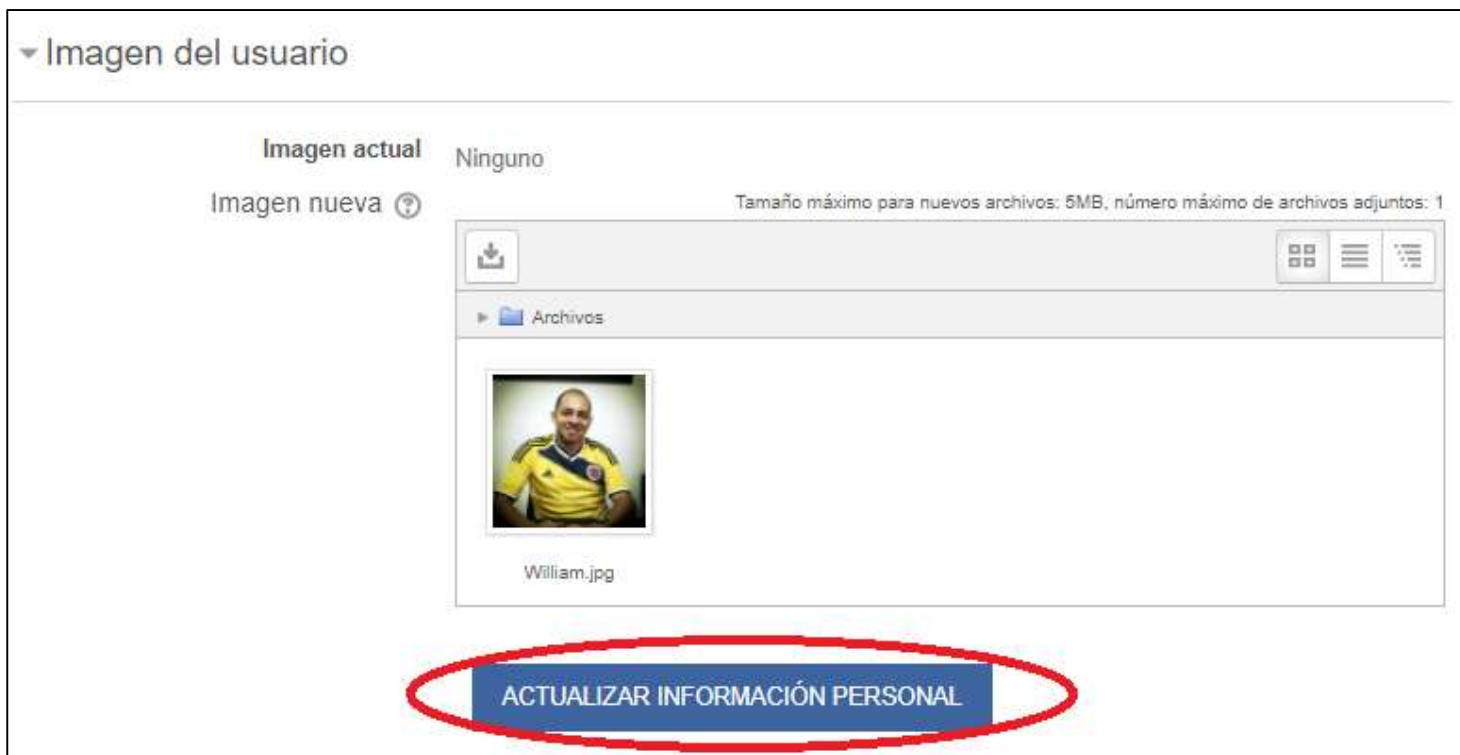 Imagen del usuario
Imagen actual
Ninguno
Imagen nueva
Tamaño máximo para nuevos archivos: 5MB, número máximo de archivos adjuntos: 1
Archivos
William.jpg
ACTUALIZAR INFORMACIÓN PERSONAL